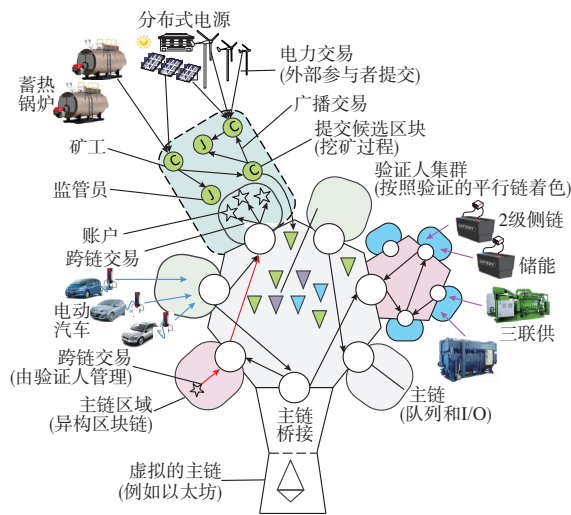 分布式电源
蓄热
锅炉
电力交易
(外部参与者提交)
广播交易
提交候选区块
(挖矿过程)
矿工
C
J
C
C
J
监管员
账户
跨链交易
验证人集群
(按照验证的平行链着色)
2级侧链
储能
三联供
电动
汽车
跨链交易
(由验证人管理)
主链区域
(异构区块链)
主链
桥接
主链
(队列和I/O)
虚拟的主链
(例如以太坊)